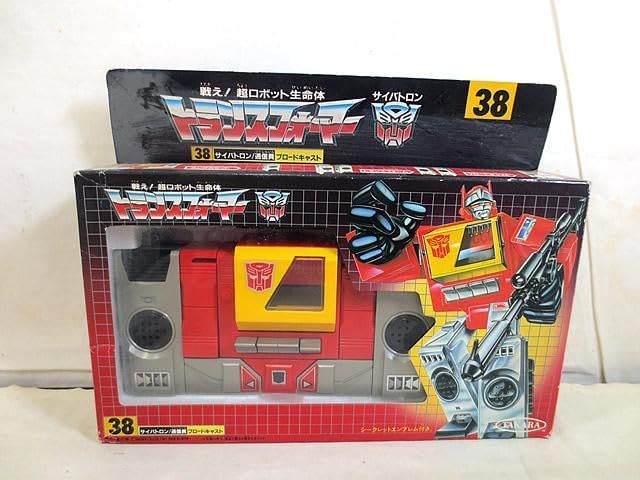 戦え! 超ロボット生命体
トランスフォーマー
サイバトロン
38
38 サイバトロン/通信員 ブロードキャスト
戦え! 超ロボット生命体
トランスフォーマー
シークレットエンブレム付き
TAKARA
38 サイバトロン/通信員 ブロードキャスト